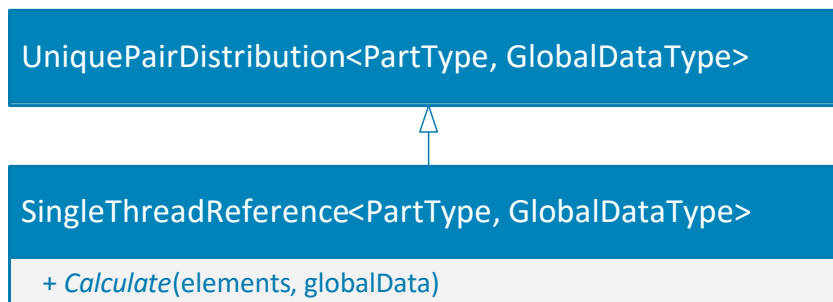 UniquePairDistribution<PartType, GlobalDataType>
SingleThreadReference<PartType, GlobalDataType>
+ Calculate(elements, globalData)